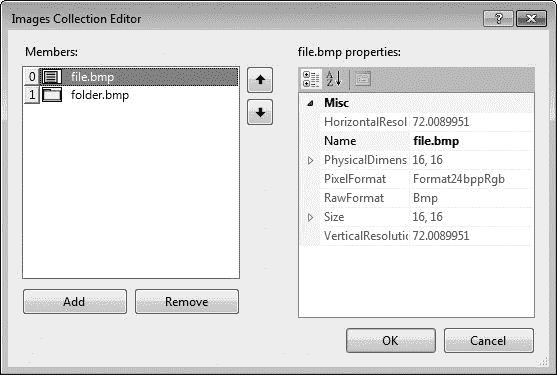 Images Collection Editor
Members:
0 file.bmp
1 folder.bmp
Add
Remove
file.bmp properties:
Misc
HorizontalResol 72.0089951
Name file.bmp
PhysicalDimens 16, 16
PixelFormat Format24bppRgb
RawFormat Bmp
Size 16, 16
VerticalResolutic 72.0089951
OK
Cancel